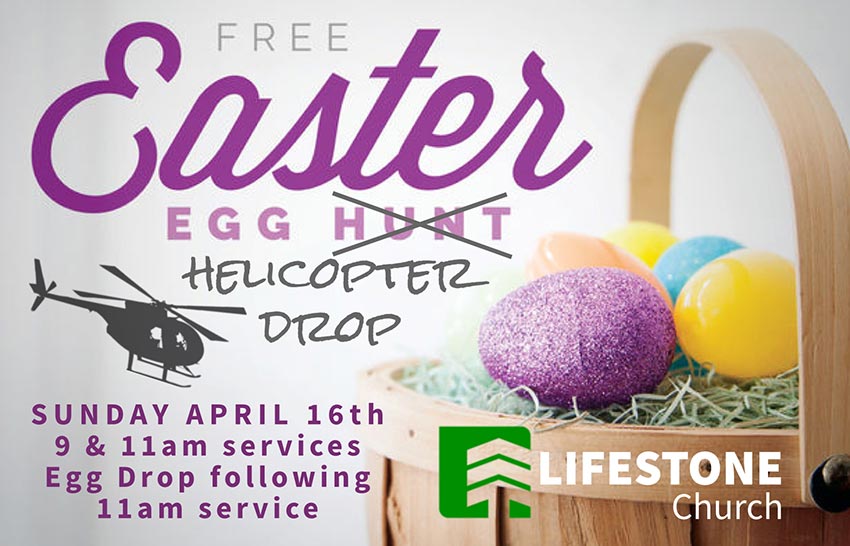 FREE
Easter
EGG HUNT
HELICOPTER
DROP
SUNDAY APRIL 16th
9 & 11am services
Egg Drop following
11am service
LIFESTONE
Church